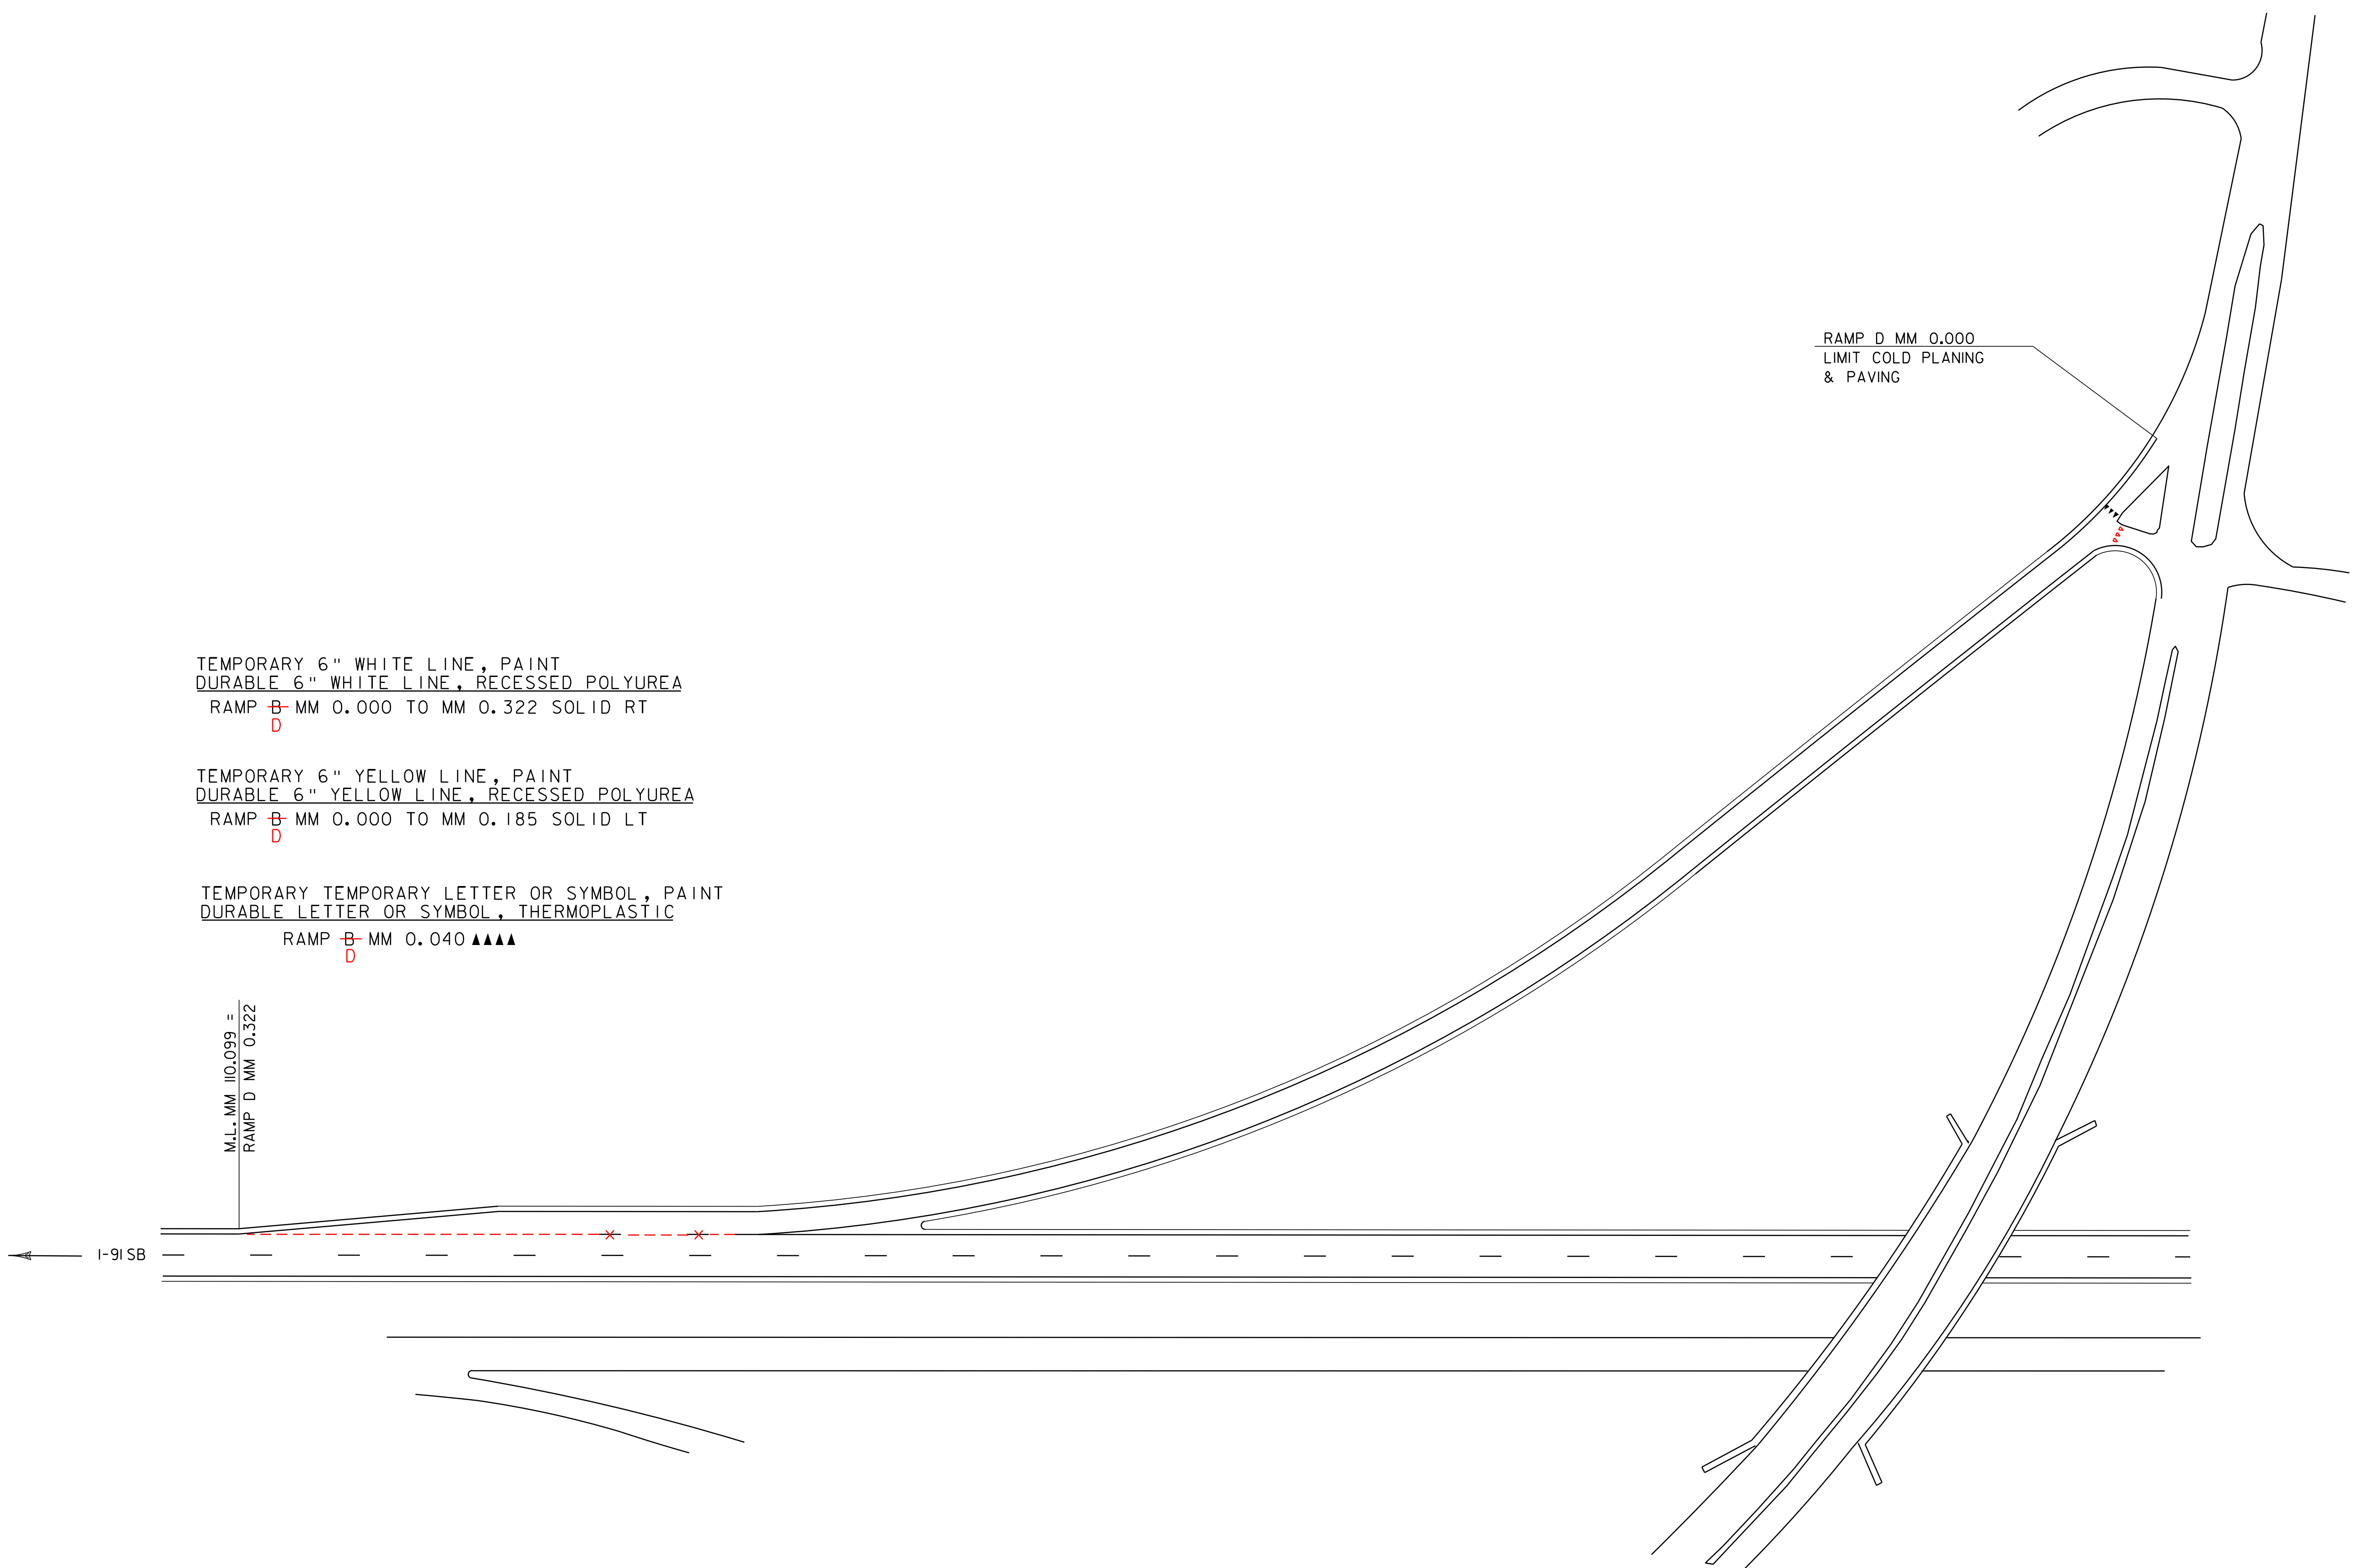 RAMP D MM 0.000
LIMIT COLD PLANING
& PAVING
TEMPORARY 6" WHITE LINE, PAINT
DURABLE 6" WHITE LINE, RECESSED POLYUREA
RAMP B MM 0.000 TO MM 0.322 SOLID RT
D
TEMPORARY 6" YELLOW LINE, PAINT
DURABLE 6" YELLOW LINE, RECESSED POLYUREA
RAMP B MM 0.000 TO MM 0.185 SOLID LT
D
TEMPORARY TEMPORARY LETTER OR SYMBOL, PAINT
DURABLE LETTER OR SYMBOL, THERMOPLASTIC
RAMP B MM 0.040 ▲▲▲▲
D
M.L. MM 110.099 =
RAMP D MM 0.322
I-91 SB